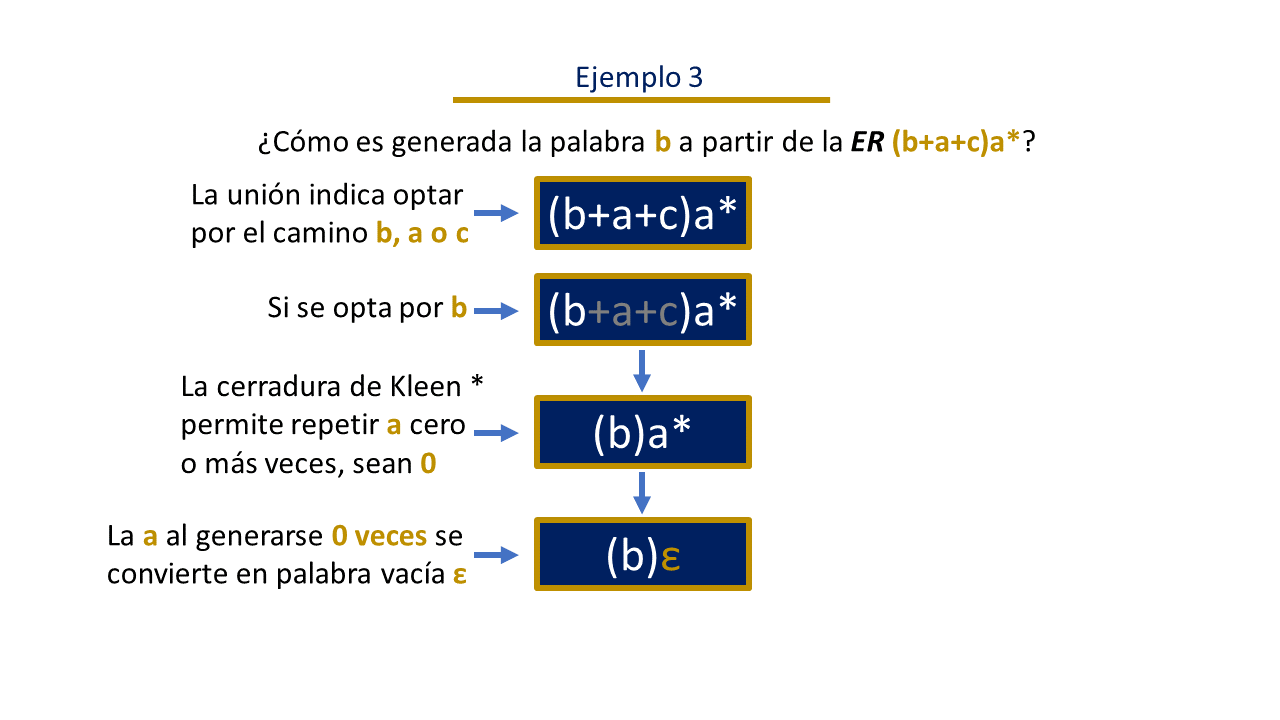 Ejemplo 3
¿Cómo es generada la palabra b a partir de la ER (b+a+c)a*?
La unión indica optar
por el camino b, a o c
(b+a+c)a*
Si se opta por b
(b+a+c)a*
La cerradura de Kleen *
permite repetir a cero
o más veces, sean 0
(b)a*
La a al generarse 0 veces se
convierte en palabra vacía ε
(b)ε